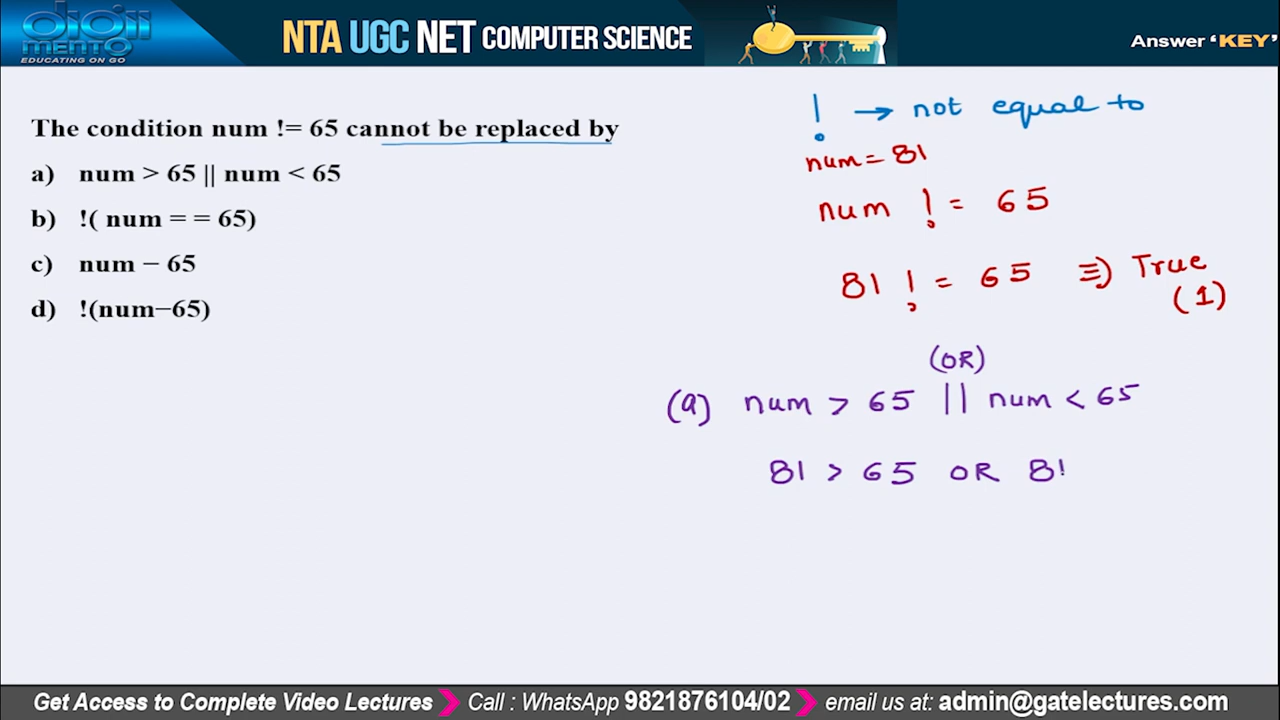 didii
MENTO
EDUCATING ON GO
NTA UGC NET COMPUTER SCIENCE
Answer ‘KEY’
The condition num != 65 cannot be replaced by
a) num > 65 || num < 65
b) !( num = = 65)
c) num − 65
d) !(num−65)
! → not equal to
num = 81
num != 65
81 != 65 ≡) True
(1)
(OR)
(a) num > 65 || num < 65
81 > 65 OR 81
Get Access to Complete Video Lectures Call : WhatsApp 9821876104/02 email us at: admin@gatelectures.com